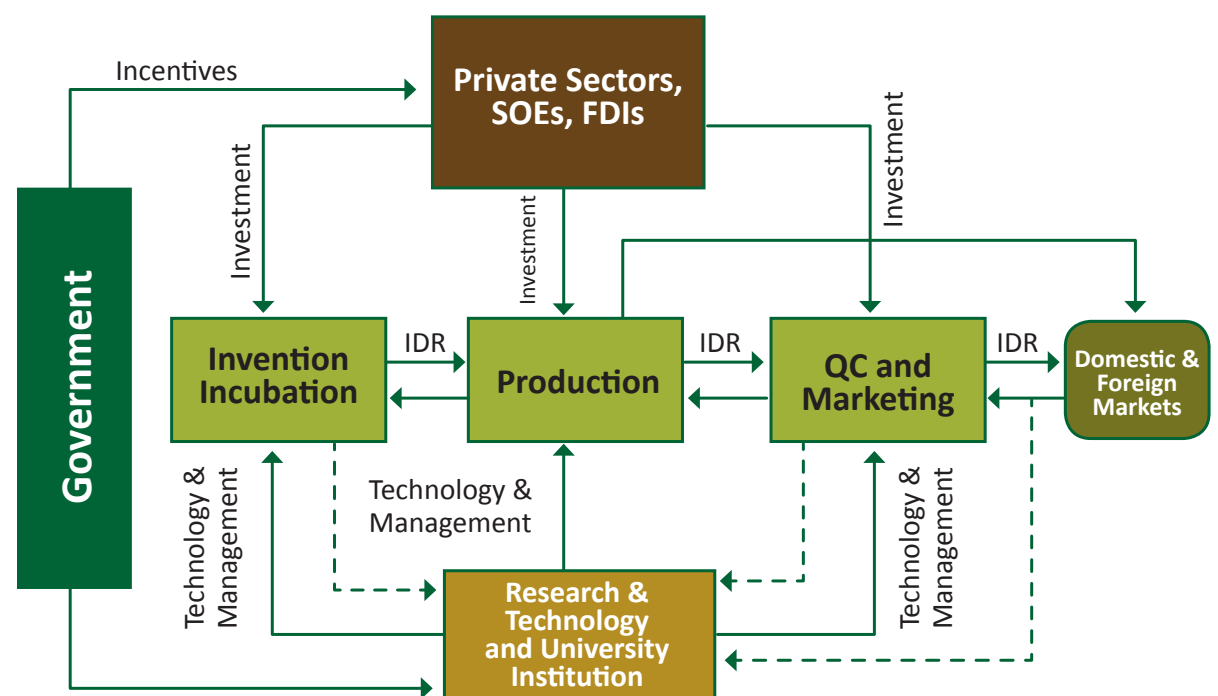 Incentives
Private Sectors,
SOEs, FDIs
Investment
Investment
Investment
Government
Invention
Incubation
IDR
Production
IDR
QC and
Marketing
IDR
Domestic &
Foreign
Markets
Technology &
Management
Technology &
Management
Technology &
Management
Research &
Technology
and University
Institution